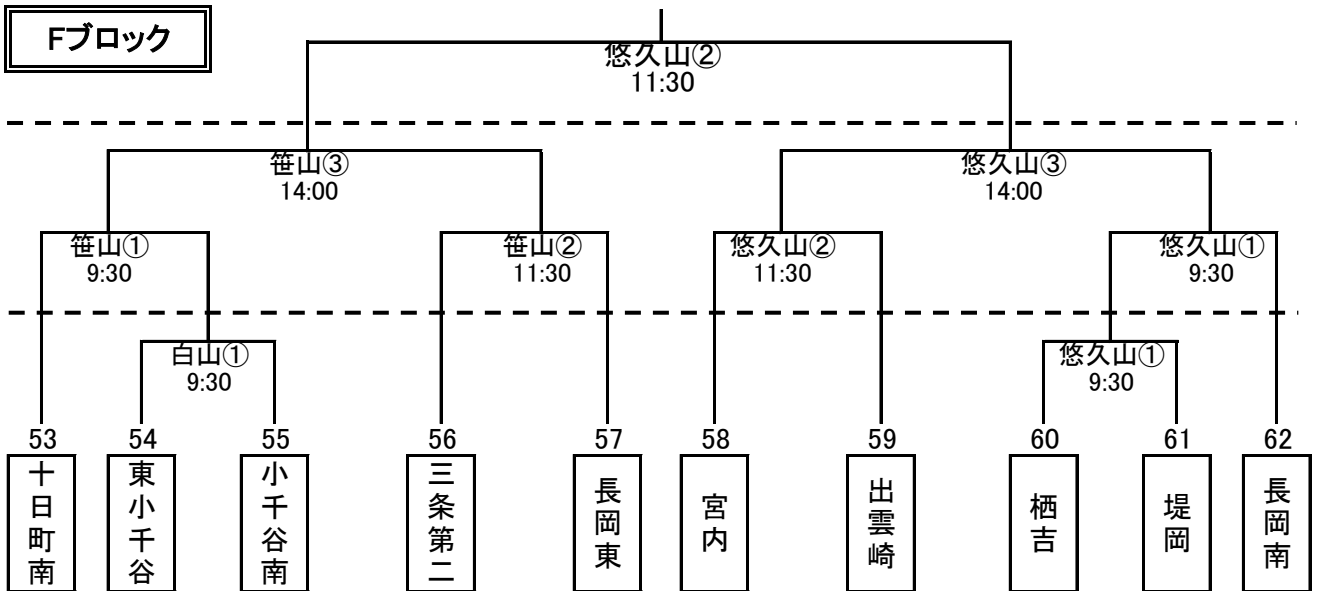 Fブロック
悠久山②
11:30
笹山③
14:00
悠久山③
14:00
笹山①
9:30
笹山②
11:30
悠久山②
11:30
悠久山①
9:30
白山①
9:30
悠久山①
9:30
53
54
55
56
57
58
59
60
61
62
十日町南
東小千谷
小千谷南
三条第二
長岡東
宮内
出雲崎
栖吉
堤岡
長岡南